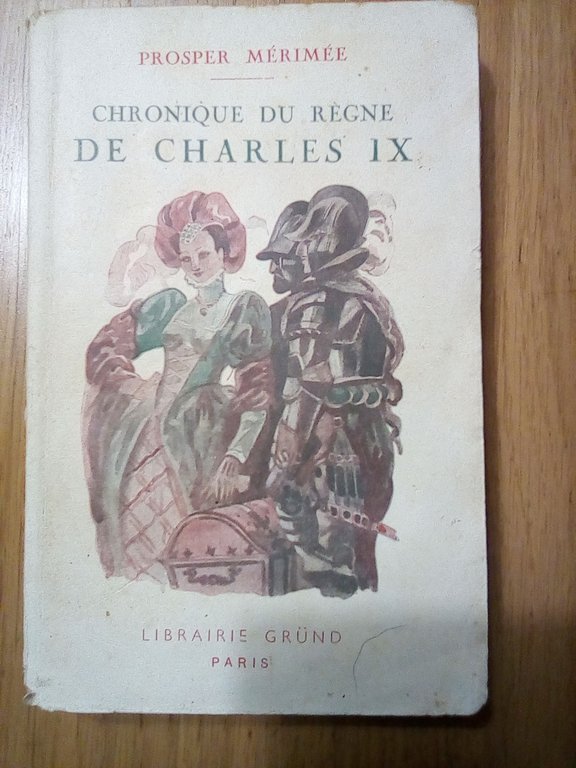 PROSPER MÉRIMÉE
CHRONIQUE DU RÈGNE
DE CHARLES IX
LIBRAIRIE GRÜND
PARIS